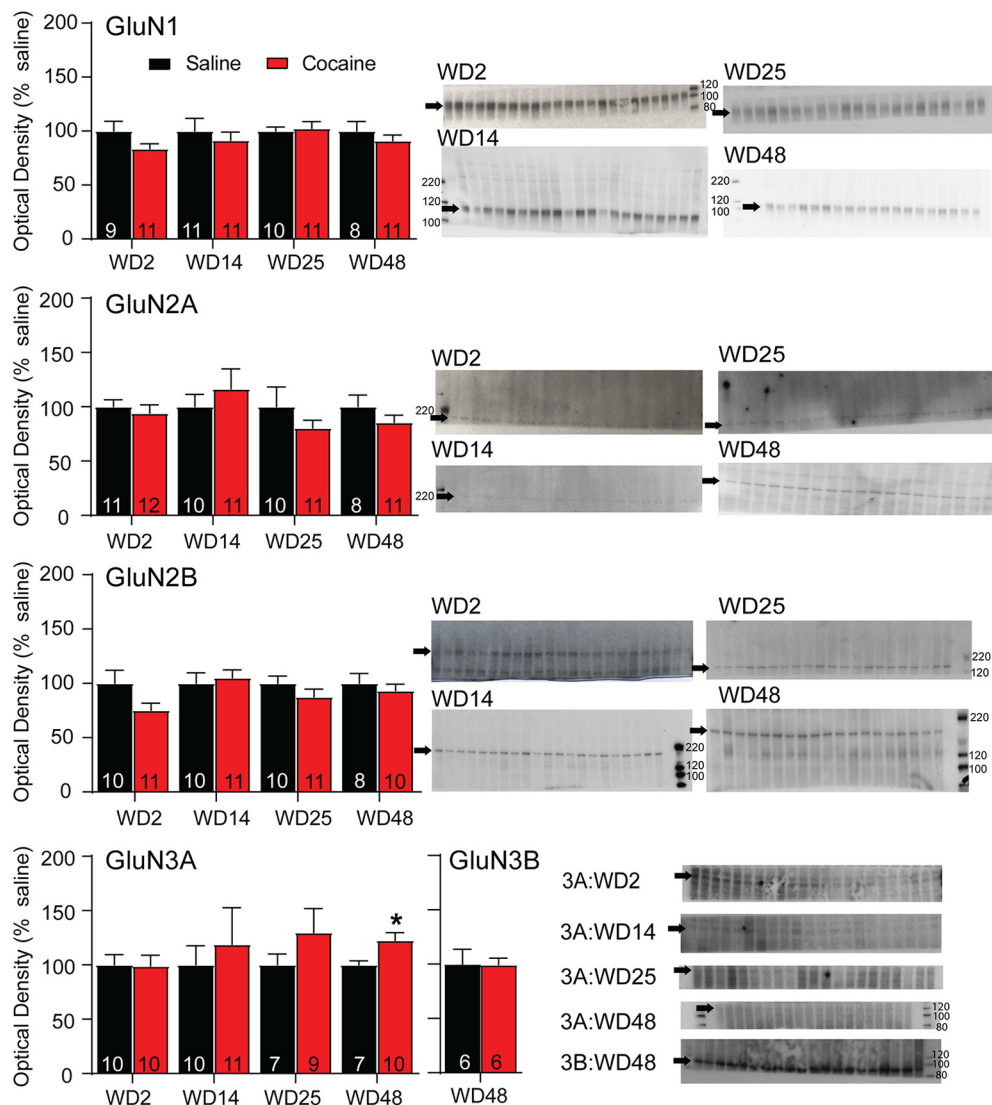 GluN1
Optical Density (% saline)
200
150
100
50
0
Saline
Cocaine
9
11
11
11
10
11
8
11
WD2
WD14
WD25
WD48
WD2
120
100
80
WD25
WD14
220
120
100
WD48
220
120
100
GluN2A
Optical Density (% saline)
200
150
100
50
0
11
12
10
11
10
11
8
11
WD2
WD14
WD25
WD48
WD2
220
WD25
WD14
220
WD48
GluN2B
Optical Density (% saline)
200
150
100
50
0
10
11
10
11
10
11
8
10
WD2
WD14
WD25
WD48
WD2
WD25
220
120
WD14
220
120
100
WD48
220
120
100
GluN3A
Optical Density (% saline)
200
150
100
50
0
*
10
10
10
11
7
9
7
10
WD2
WD14
WD25
WD48
GluN3B
6
6
WD48
3A:WD2
3A:WD14
3A:WD25
3A:WD48
120
100
80
3B:WD48
120
100
80